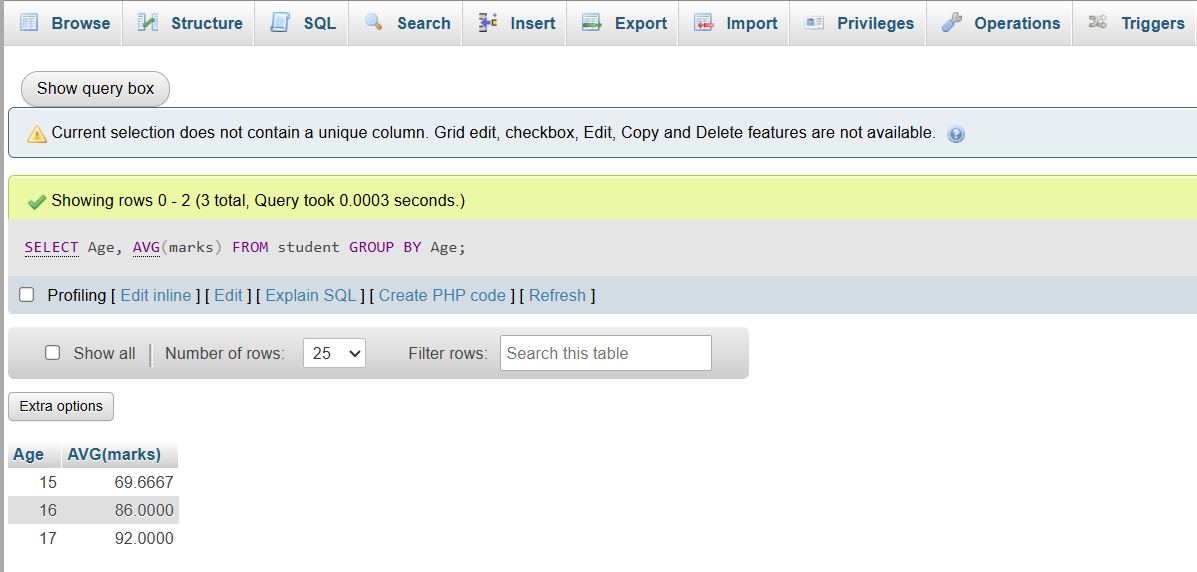 Browse Structure SQL Search Insert Export Import Privileges Operations Triggers
Show query box
Current selection does not contain a unique column. Grid edit, checkbox, Edit, Copy and Delete features are not available.
Showing rows 0 - 2 (3 total, Query took 0.0003 seconds.)
SELECT Age, AVG(marks) FROM student GROUP BY Age;
Profiling [ Edit inline ] [ Edit ] [ Explain SQL ] [ Create PHP code ] [ Refresh ]
Show all Number of rows: 25 Filter rows: Search this table
Extra options
Age AVG(marks)
15 69.6667
16 86.0000
17 92.0000